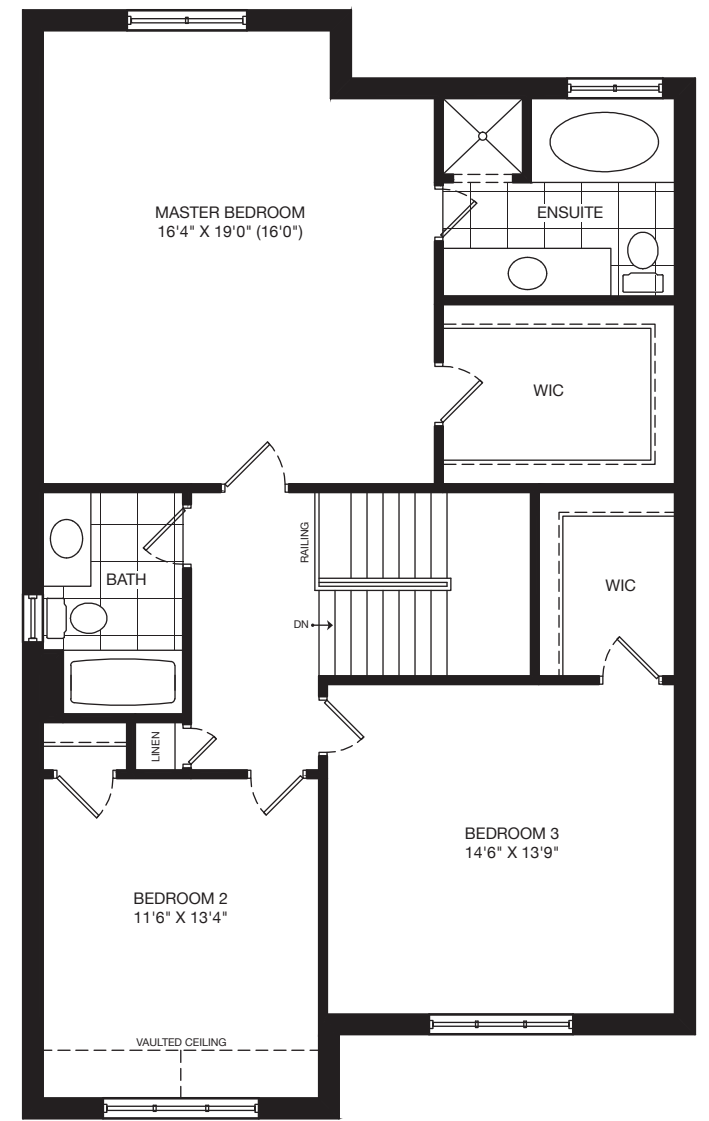 MASTER BEDROOM
16'4" X 19'0" (16'0")
ENSUITE
WIC
RAILING
BATH
WIC
DN
LINEN
BEDROOM 3
14'6" X 13'9"
BEDROOM 2
11'6" X 13'4"
VAULTED CEILING